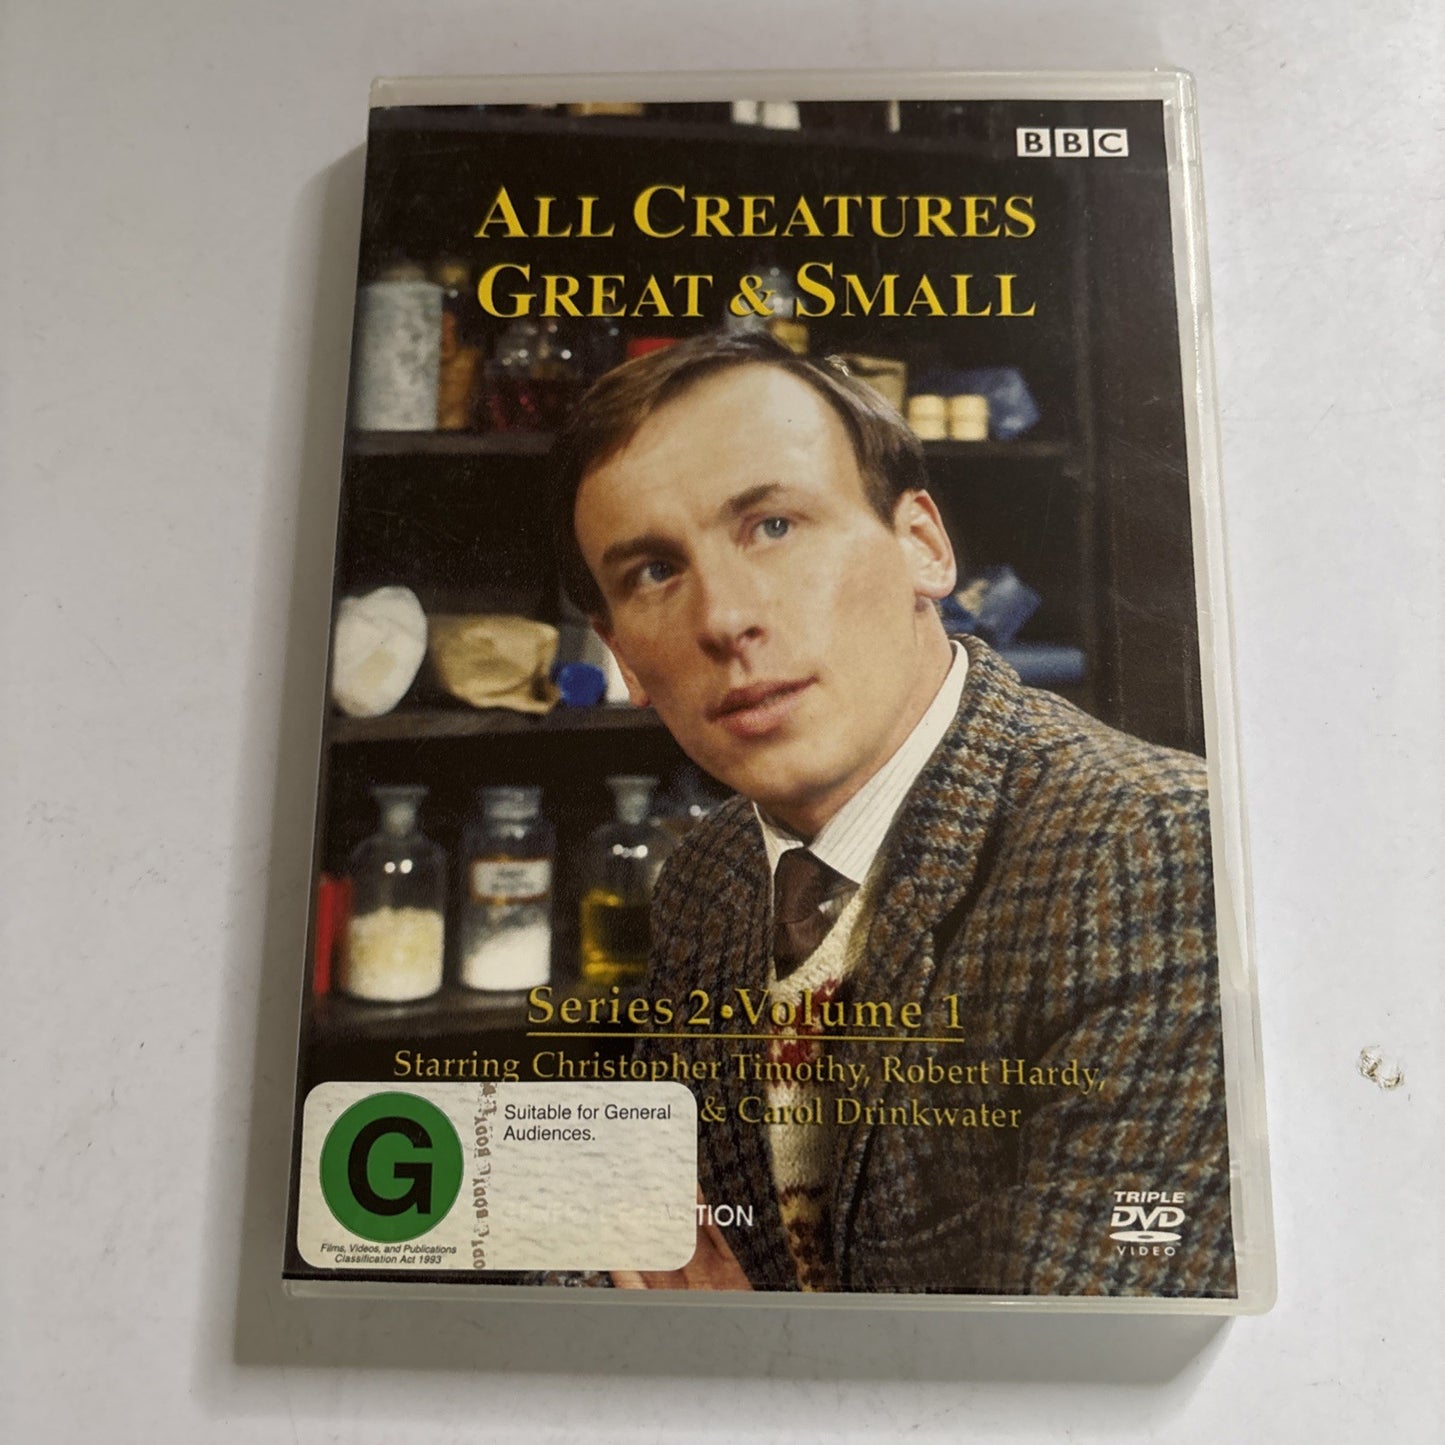 BBC
ALL CREATURES
GREAT & SMALL
Series 2 • Volume 1
Starring Christopher Timothy, Robert Hardy,
& Carol Drinkwater
G
Suitable for General
Audiences.
Films, Videos, and Publications
Classification Act 1993
TRIPLE
DVD
VIDEO